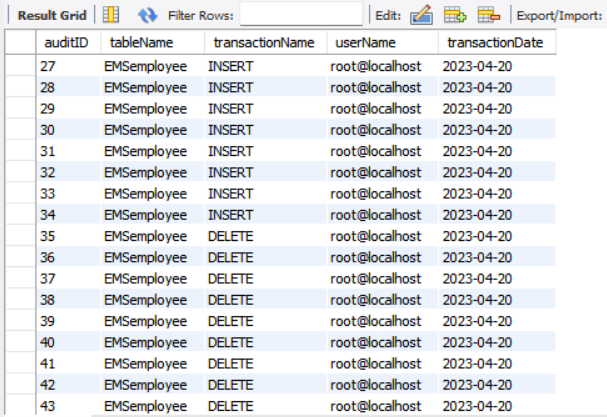 Result Grid Filter Rows: Edit: Export/Import:
auditID tableName transactionName userName transactionDate
27 EMSemployee INSERT root@localhost 2023-04-20
28 EMSemployee INSERT root@localhost 2023-04-20
29 EMSemployee INSERT root@localhost 2023-04-20
30 EMSemployee INSERT root@localhost 2023-04-20
31 EMSemployee INSERT root@localhost 2023-04-20
32 EMSemployee INSERT root@localhost 2023-04-20
33 EMSemployee INSERT root@localhost 2023-04-20
34 EMSemployee INSERT root@localhost 2023-04-20
35 EMSemployee DELETE root@localhost 2023-04-20
36 EMSemployee DELETE root@localhost 2023-04-20
37 EMSemployee DELETE root@localhost 2023-04-20
38 EMSemployee DELETE root@localhost 2023-04-20
39 EMSemployee DELETE root@localhost 2023-04-20
40 EMSemployee DELETE root@localhost 2023-04-20
41 EMSemployee DELETE root@localhost 2023-04-20
42 EMSemployee DELETE root@localhost 2023-04-20
43 EMSemployee DELETE root@localhost 2023-04-20